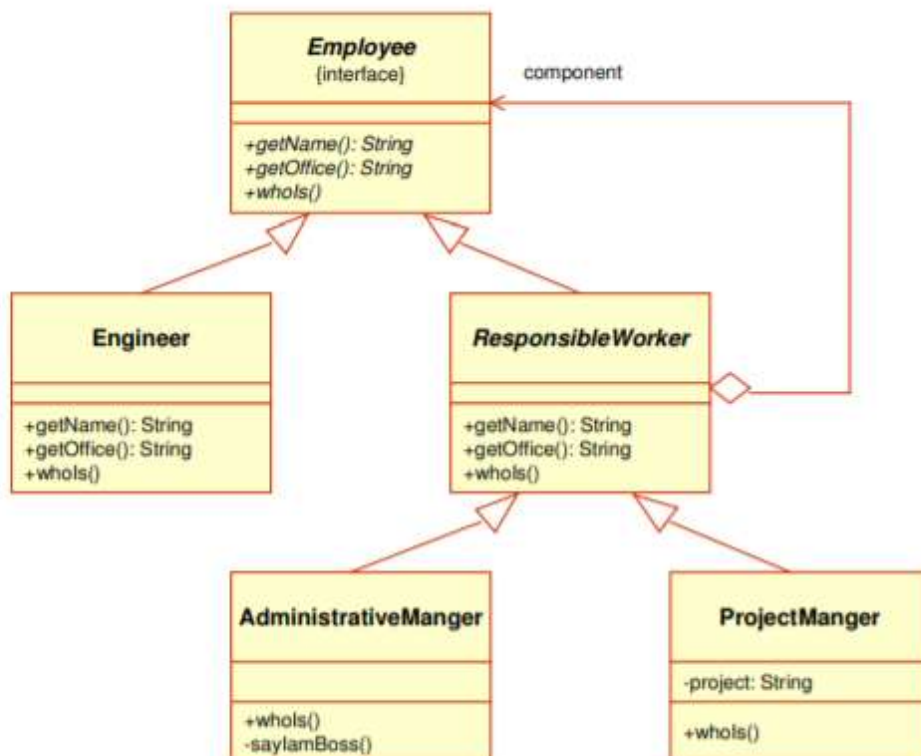 Employee
{interface}
component
+getName(): String
+getOffice(): String
+whoIs()
Engineer
+getName(): String
+getOffice(): String
+whoIs()
ResponsibleWorker
+getName(): String
+getOffice(): String
+whoIs()
AdministrativeManger
+whoIs()
-sayIamBoss()
ProjectManger
-project: String
+whoIs()